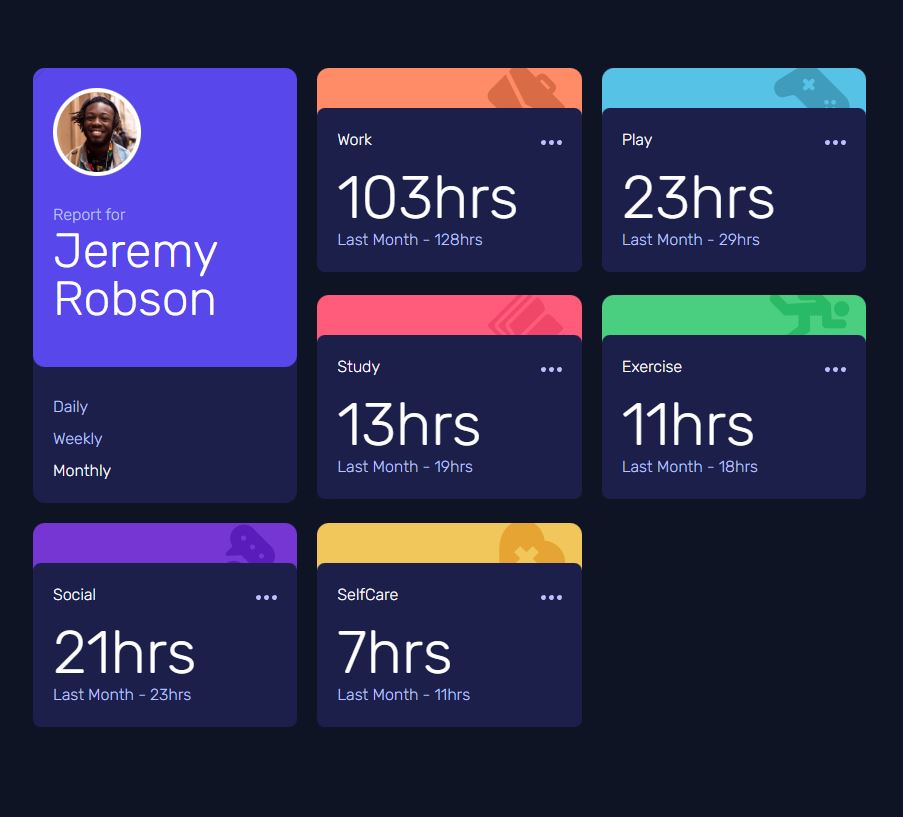 Report for
Jeremy
Robson
Daily
Weekly
Monthly
Work
103hrs
Last Month - 128hrs
Play
23hrs
Last Month - 29hrs
Study
13hrs
Last Month - 19hrs
Exercise
11hrs
Last Month - 18hrs
Social
21hrs
Last Month - 23hrs
SelfCare
7hrs
Last Month - 11hrs